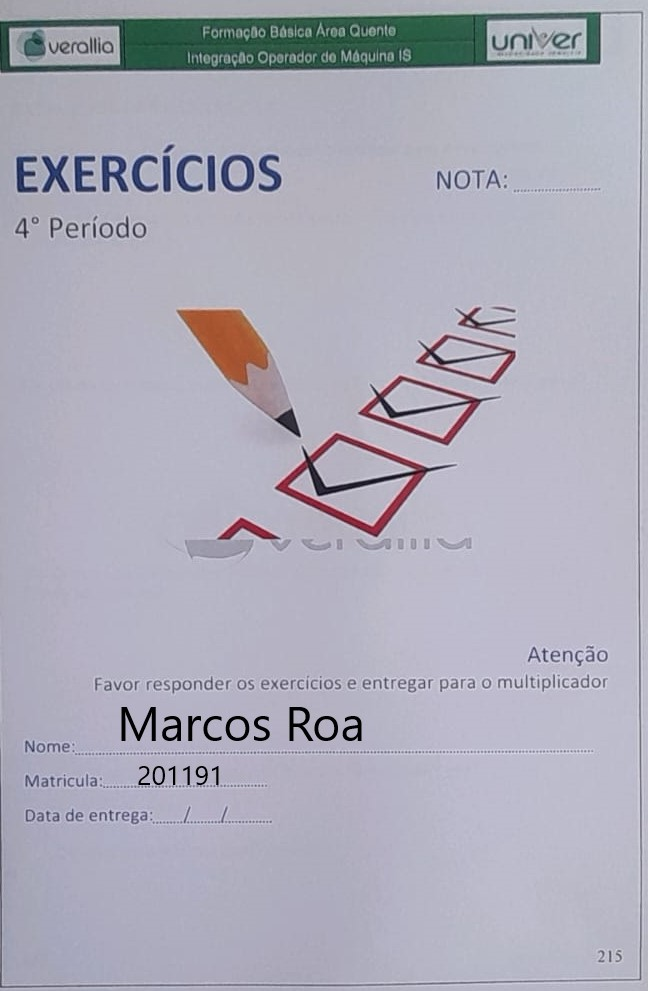 verallia
Formação Básica Área Quente
Integração Operador de Máquina IS
univer
EXERCÍCIOS
NOTA:
4° Período
verallia
Atenção
Favor responder os exercícios e entregar para o multiplicador
Nome: Marcos Roa
Matricula: 201191
Data de entrega: / /
215